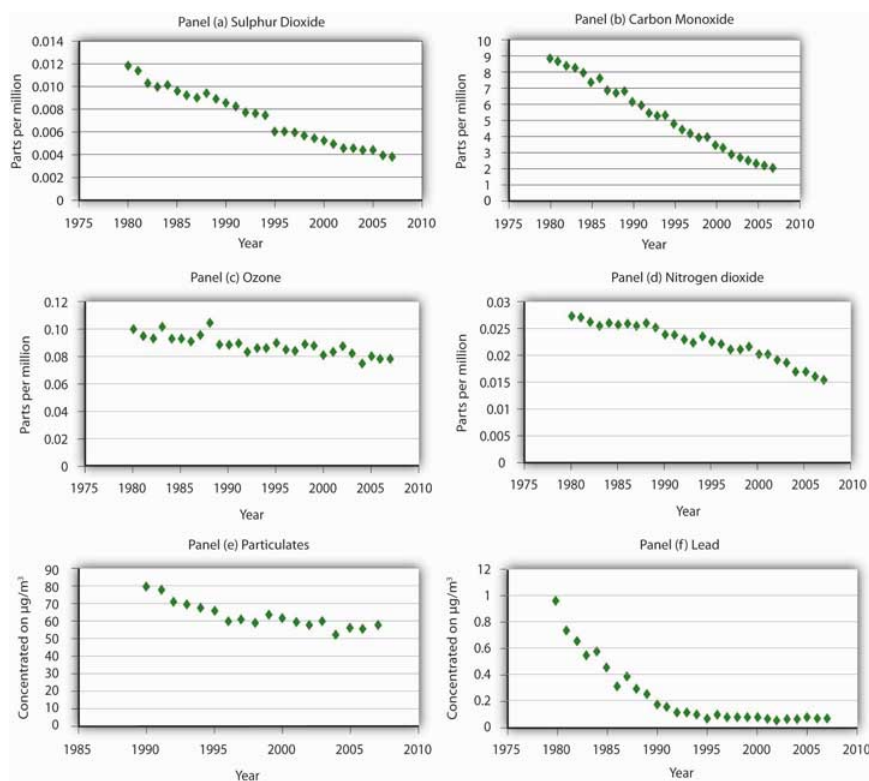 Panel (a) Sulphur Dioxide
Parts per million
0.014
0.012
0.010
0.008
0.006
0.004
0.002
0
1975 1980 1985 1990 1995 2000 2005 2010
Year
Panel (b) Carbon Monoxide
Parts per million
10
9
8
7
6
5
4
3
2
1
0
1975 1980 1985 1990 1995 2000 2005 2010
Year
Panel (c) Ozone
Parts per million
0.12
0.10
0.08
0.06
0.04
0.02
0
1975 1980 1985 1990 1995 2000 2005 2010
Year
Panel (d) Nitrogen dioxide
Parts per million
0.03
0.025
0.02
0.015
0.01
0.005
0
1975 1980 1985 1990 1995 2000 2005 2010
Year
Panel (e) Particulates
Concentrated on µg/m³
90
80
70
60
50
40
30
20
10
0
1985 1990 1995 2000 2005 2010
Year
Panel (f) Lead
Concentrated on µg/m³
1.2
1
0.8
0.6
0.4
0.2
0
1975 1980 1985 1990 1995 2000 2005 2010
Year